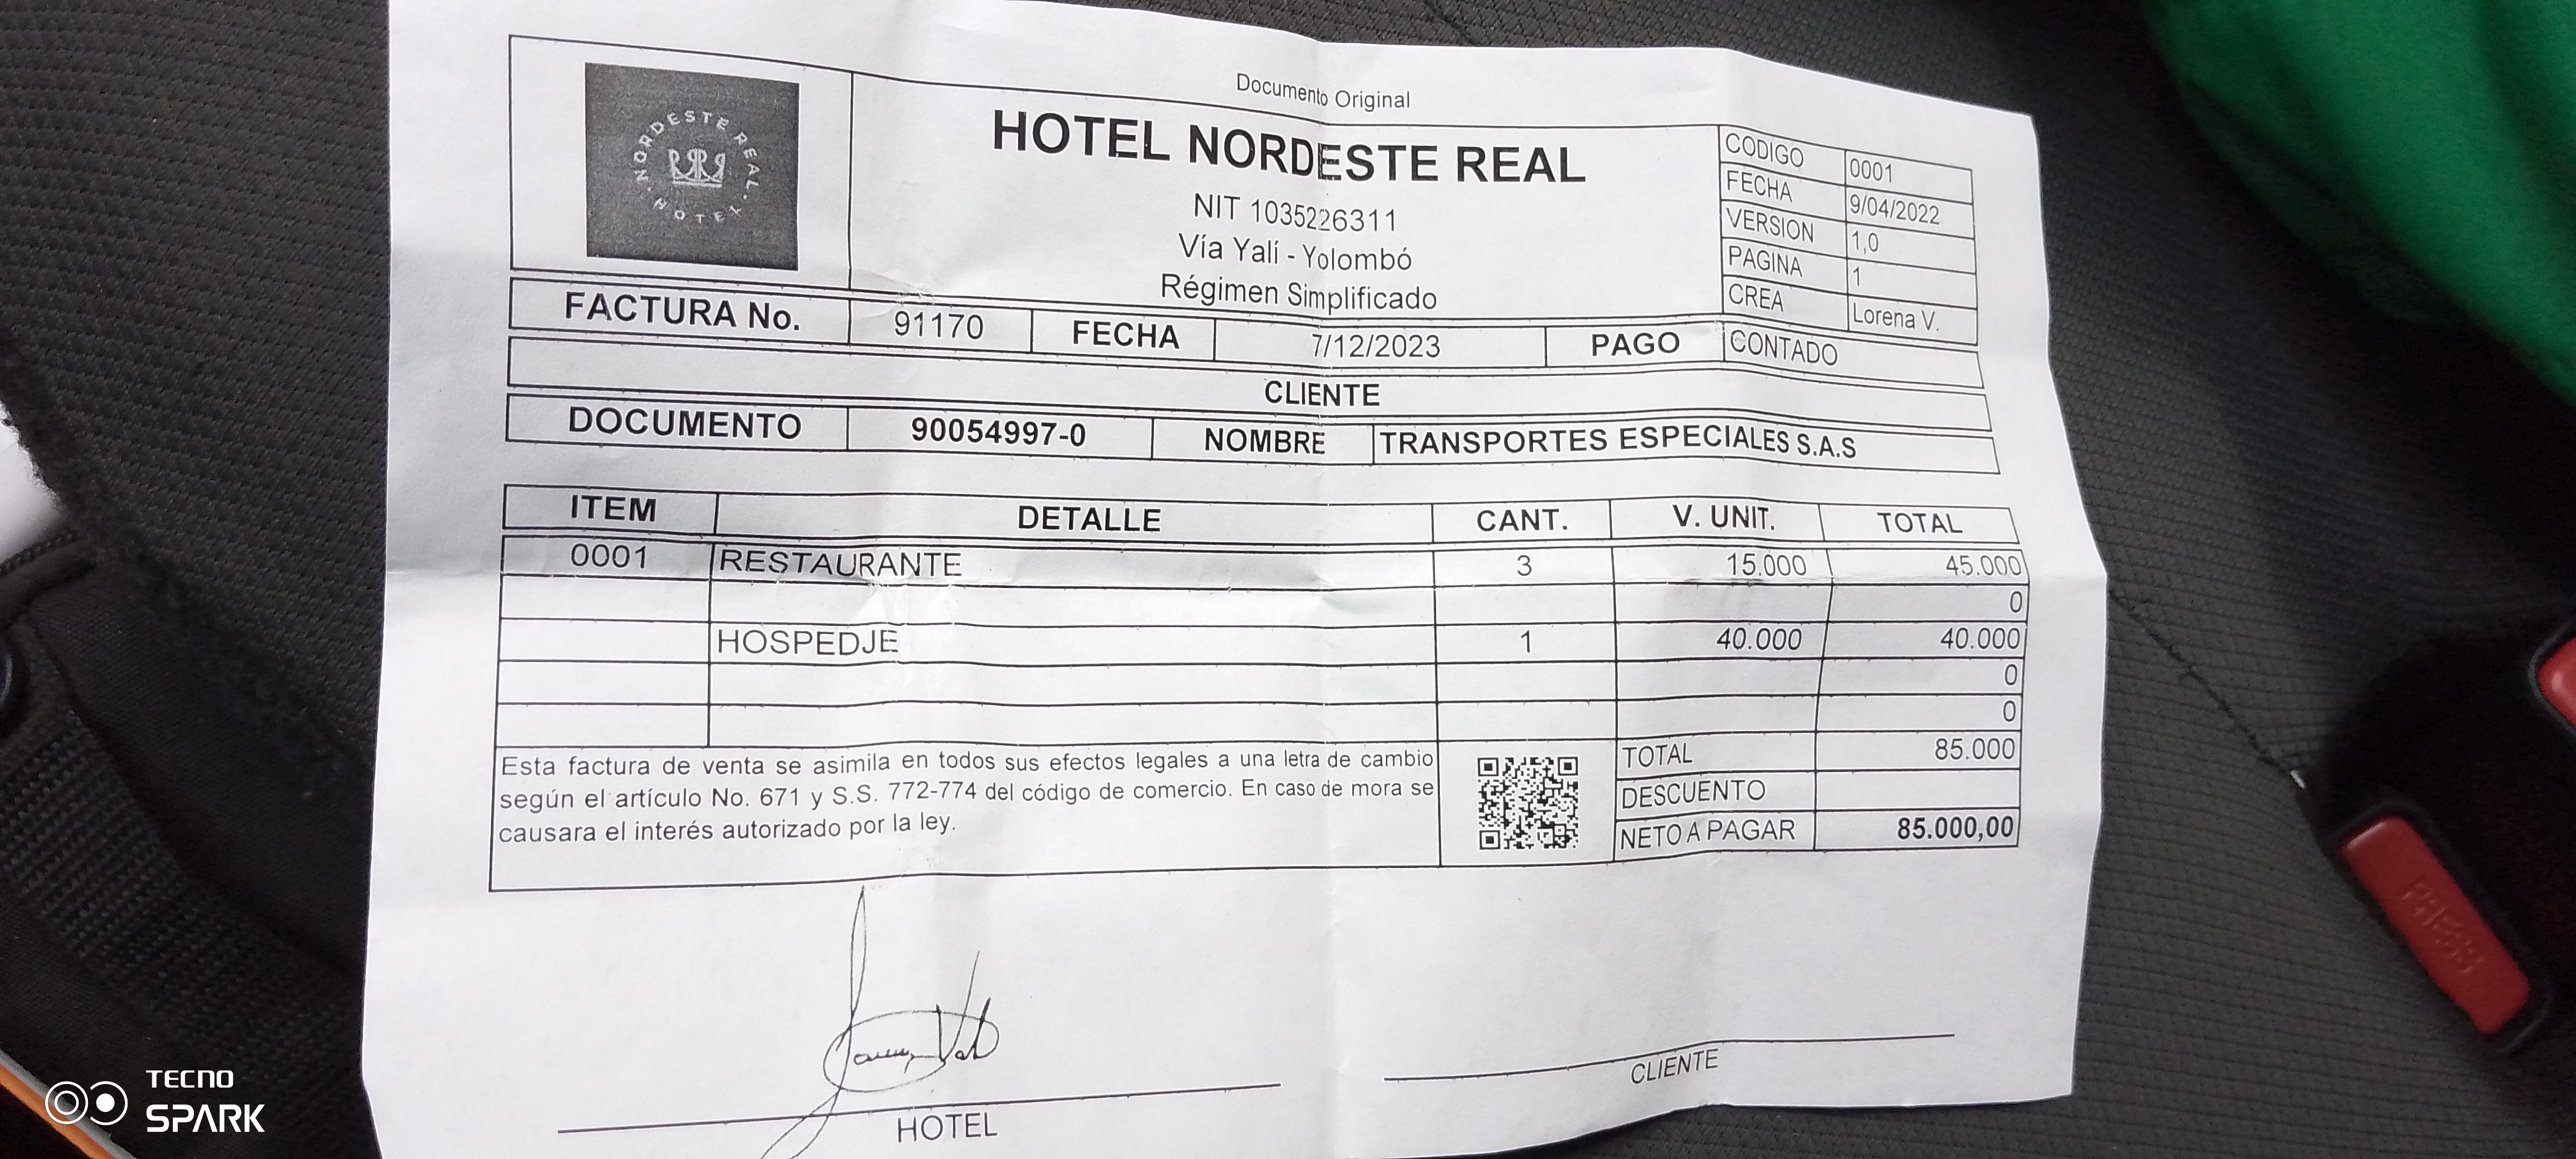 Documento Original
NORDESTE REAL
HOTEL
HOTEL NORDESTE REAL
NIT 1035226311
Vía Yalí - Yolombó
Régimen Simplificado
CODIGO 0001
FECHA 9/04/2022
VERSION 1,0
PAGINA 1
CREA Lorena V.
FACTURA No. 91170 FECHA 7/12/2023 PAGO CONTADO
CLIENTE
DOCUMENTO 90054997-0 NOMBRE TRANSPORTES ESPECIALES S.A.S
ITEM DETALLE CANT. V. UNIT. TOTAL
0001 RESTAURANTE 3 15.000 45.000
0
HOSPEDJE 1 40.000 40.000
0
0
Esta factura de venta se asimila en todos sus efectos legales a una letra de cambio
según el artículo No. 671 y S.S. 772-774 del código de comercio. En caso de mora se
causara el interés autorizado por la ley.
TOTAL 85.000
DESCUENTO
NETO A PAGAR 85.000,00
HOTEL
CLIENTE
PRESS
TECNO
SPARK